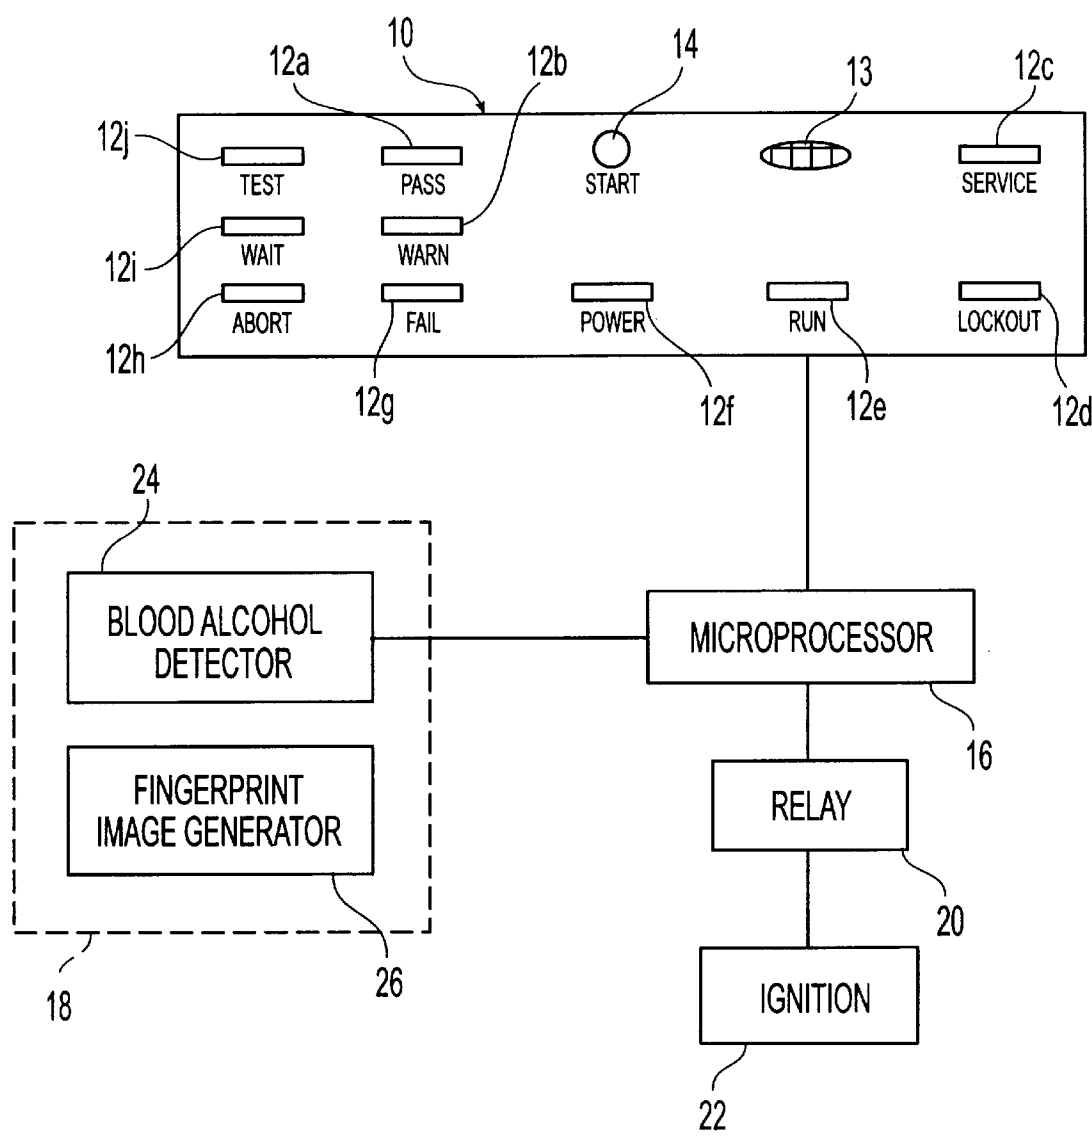 10
14
12a
12b
13
12c
12j
TEST
PASS
START
SERVICE
12i
WAIT
WARN
12h
ABORT
FAIL
POWER
RUN
LOCKOUT
12g
12f
12e
12d
24
BLOOD ALCOHOL
DETECTOR
MICROPROCESSOR
16
FINGERPRINT
IMAGE GENERATOR
RELAY
20
18
26
IGNITION
22